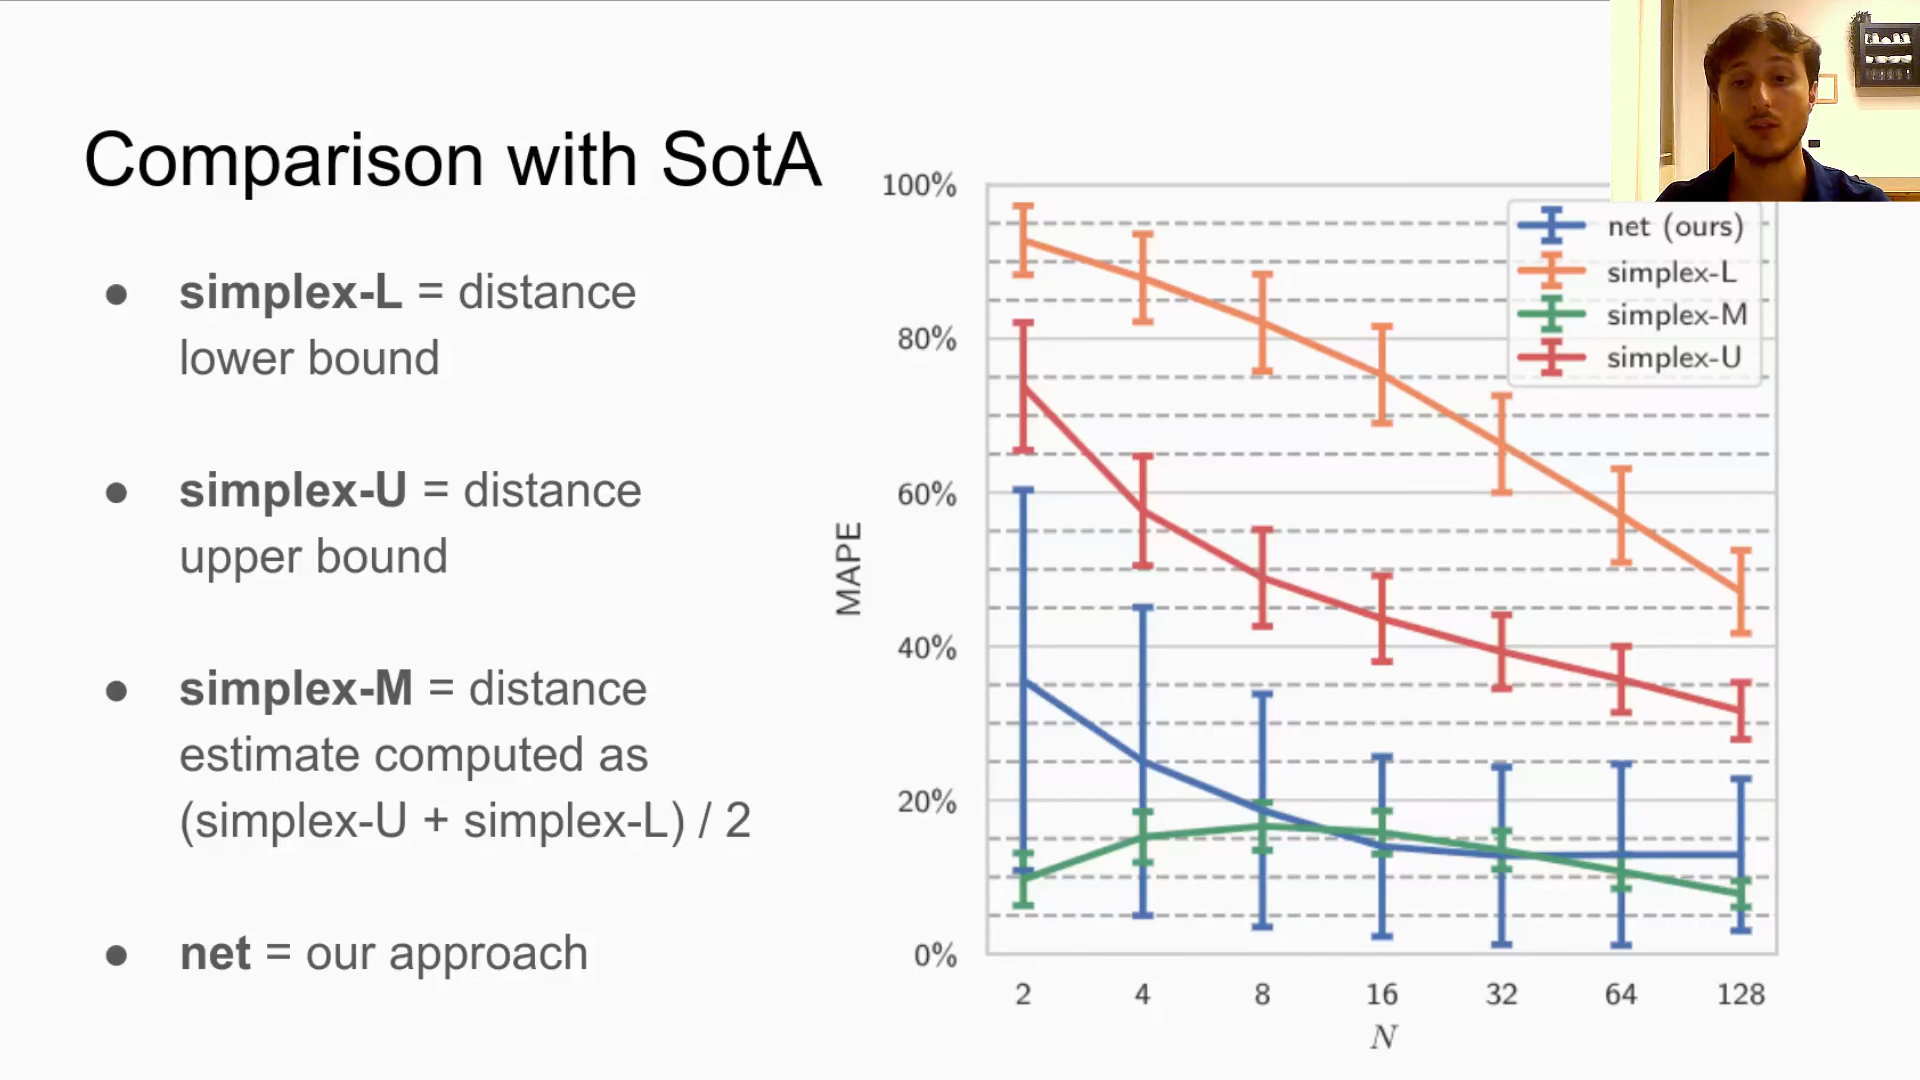 Comparison with SotA
● simplex-L = distance
lower bound
● simplex-U = distance
upper bound
● simplex-M = distance
estimate computed as
(simplex-U + simplex-L) / 2
● net = our approach
100%
80%
60%
40%
20%
0%
MAPE
net (ours)
simplex-L
simplex-M
simplex-U
2 4 8 16 32 64 128
N